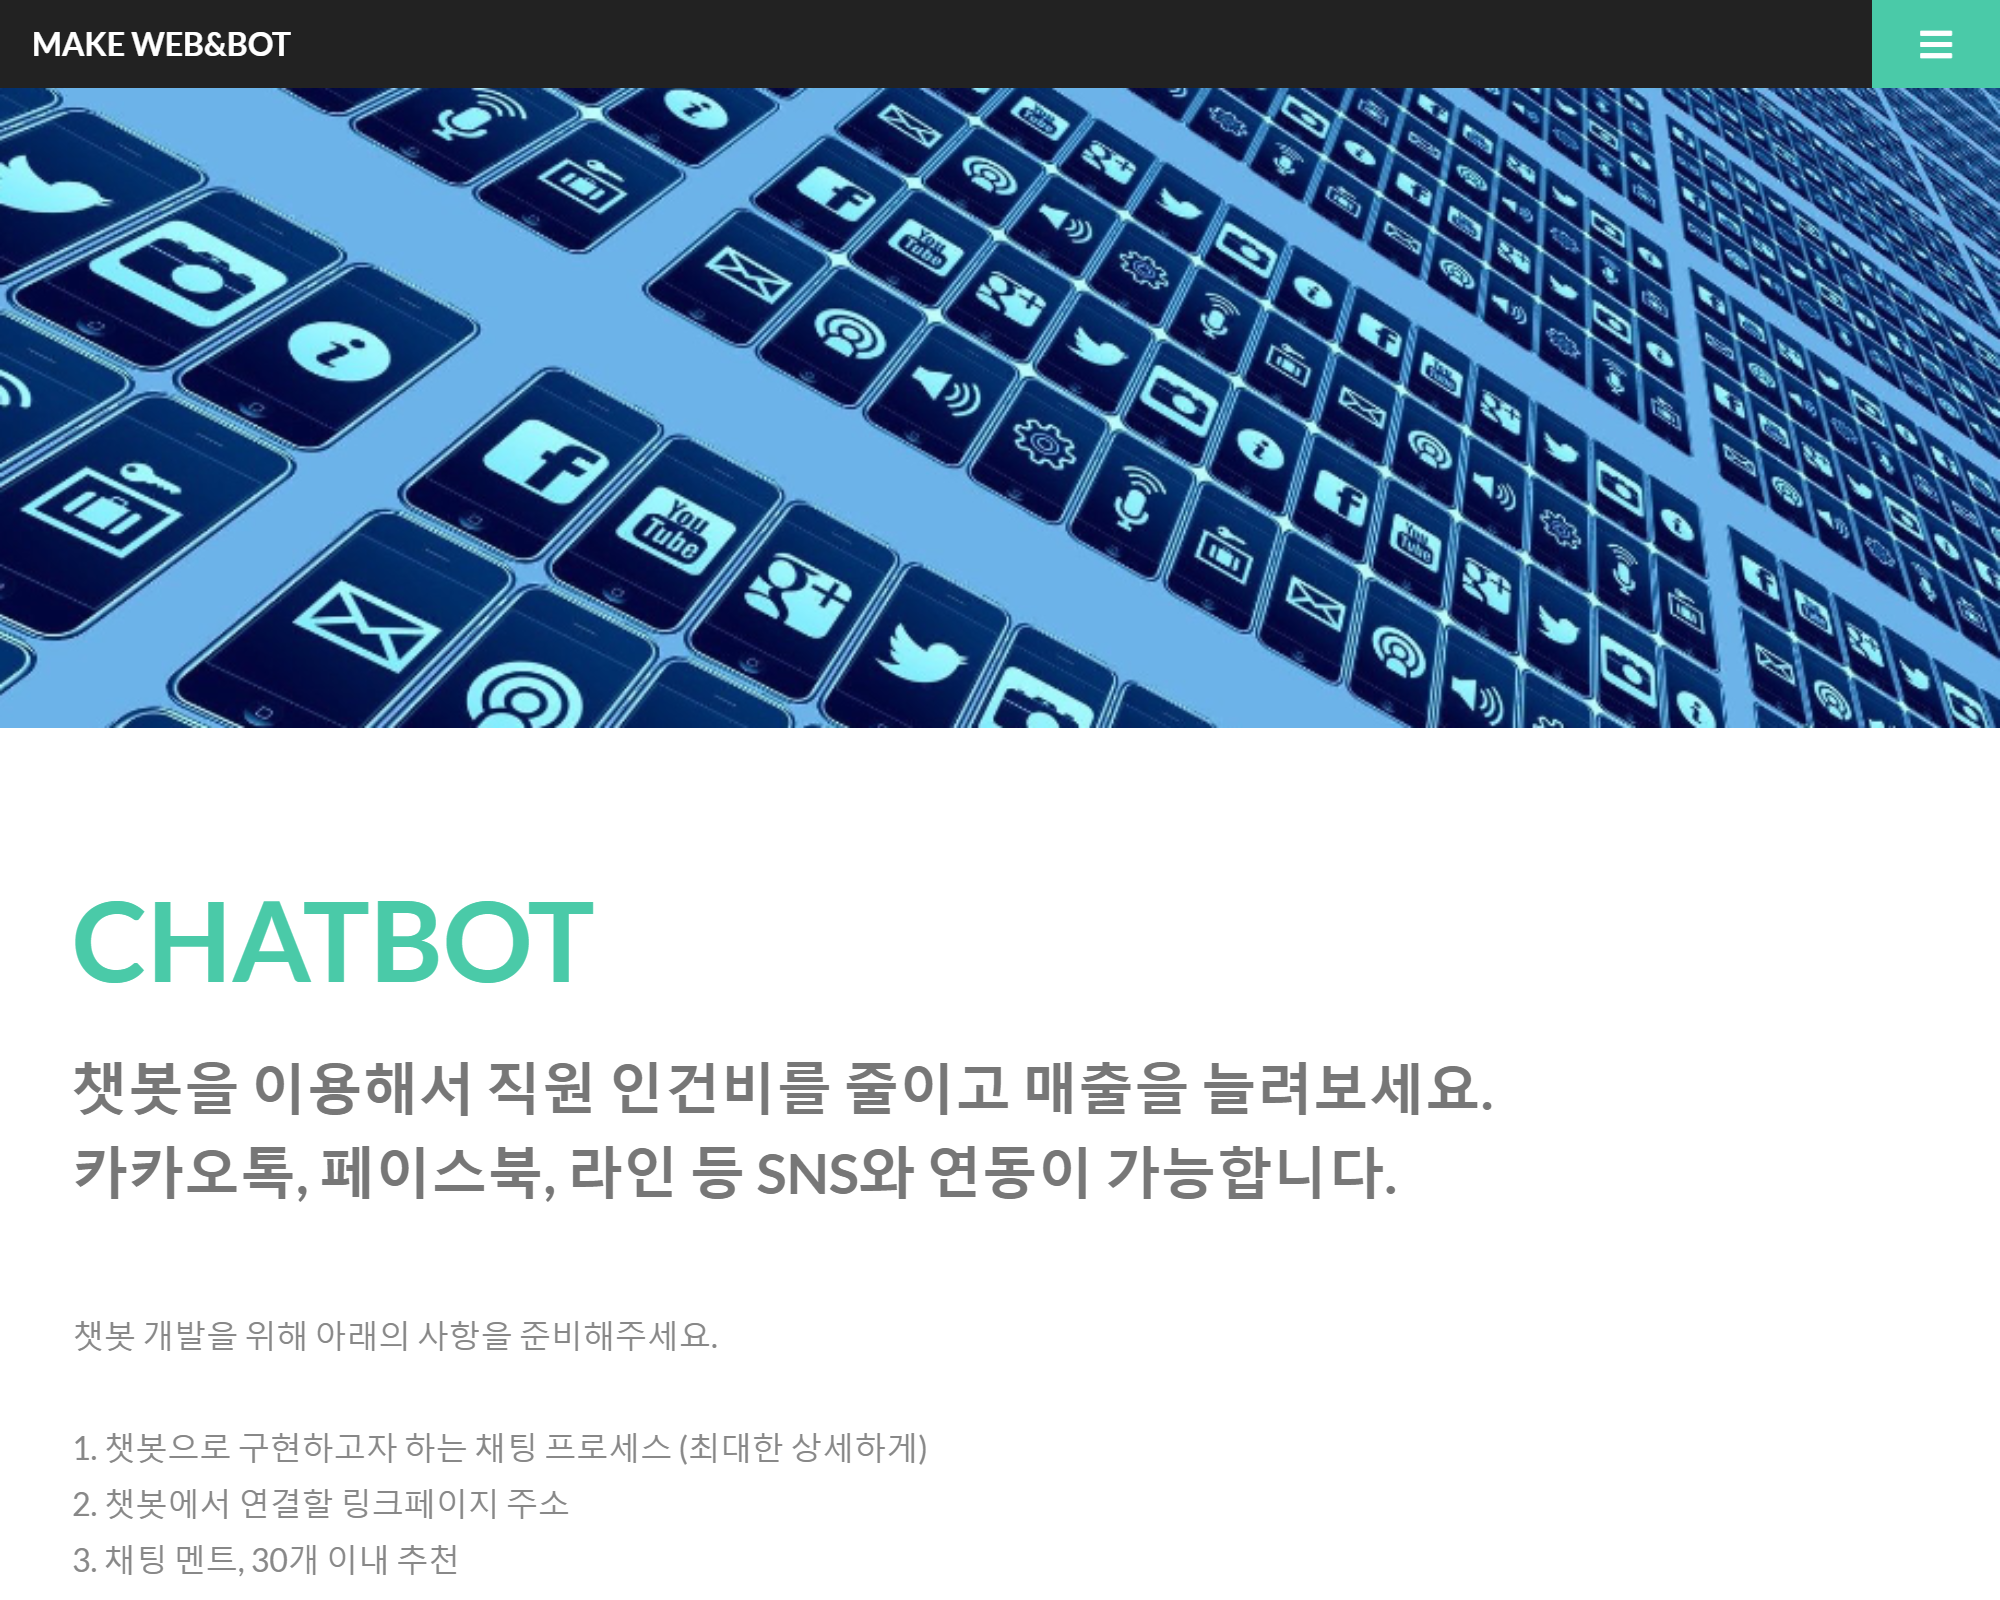 MAKE WEB&BOT
You
Tube
You
Tube
CHATBOT
챗봇을 이용해서 직원 인건비를 줄이고 매출을 늘려보세요.
카카오톡, 페이스북, 라인 등 SNS와 연동이 가능합니다.
챗봇 개발을 위해 아래의 사항을 준비해주세요.
1. 챗봇으로 구현하고자 하는 채팅 프로세스 (최대한 상세하게)
2. 챗봇에서 연결할 링크페이지 주소
3. 채팅 멘트, 30개 이내 추천